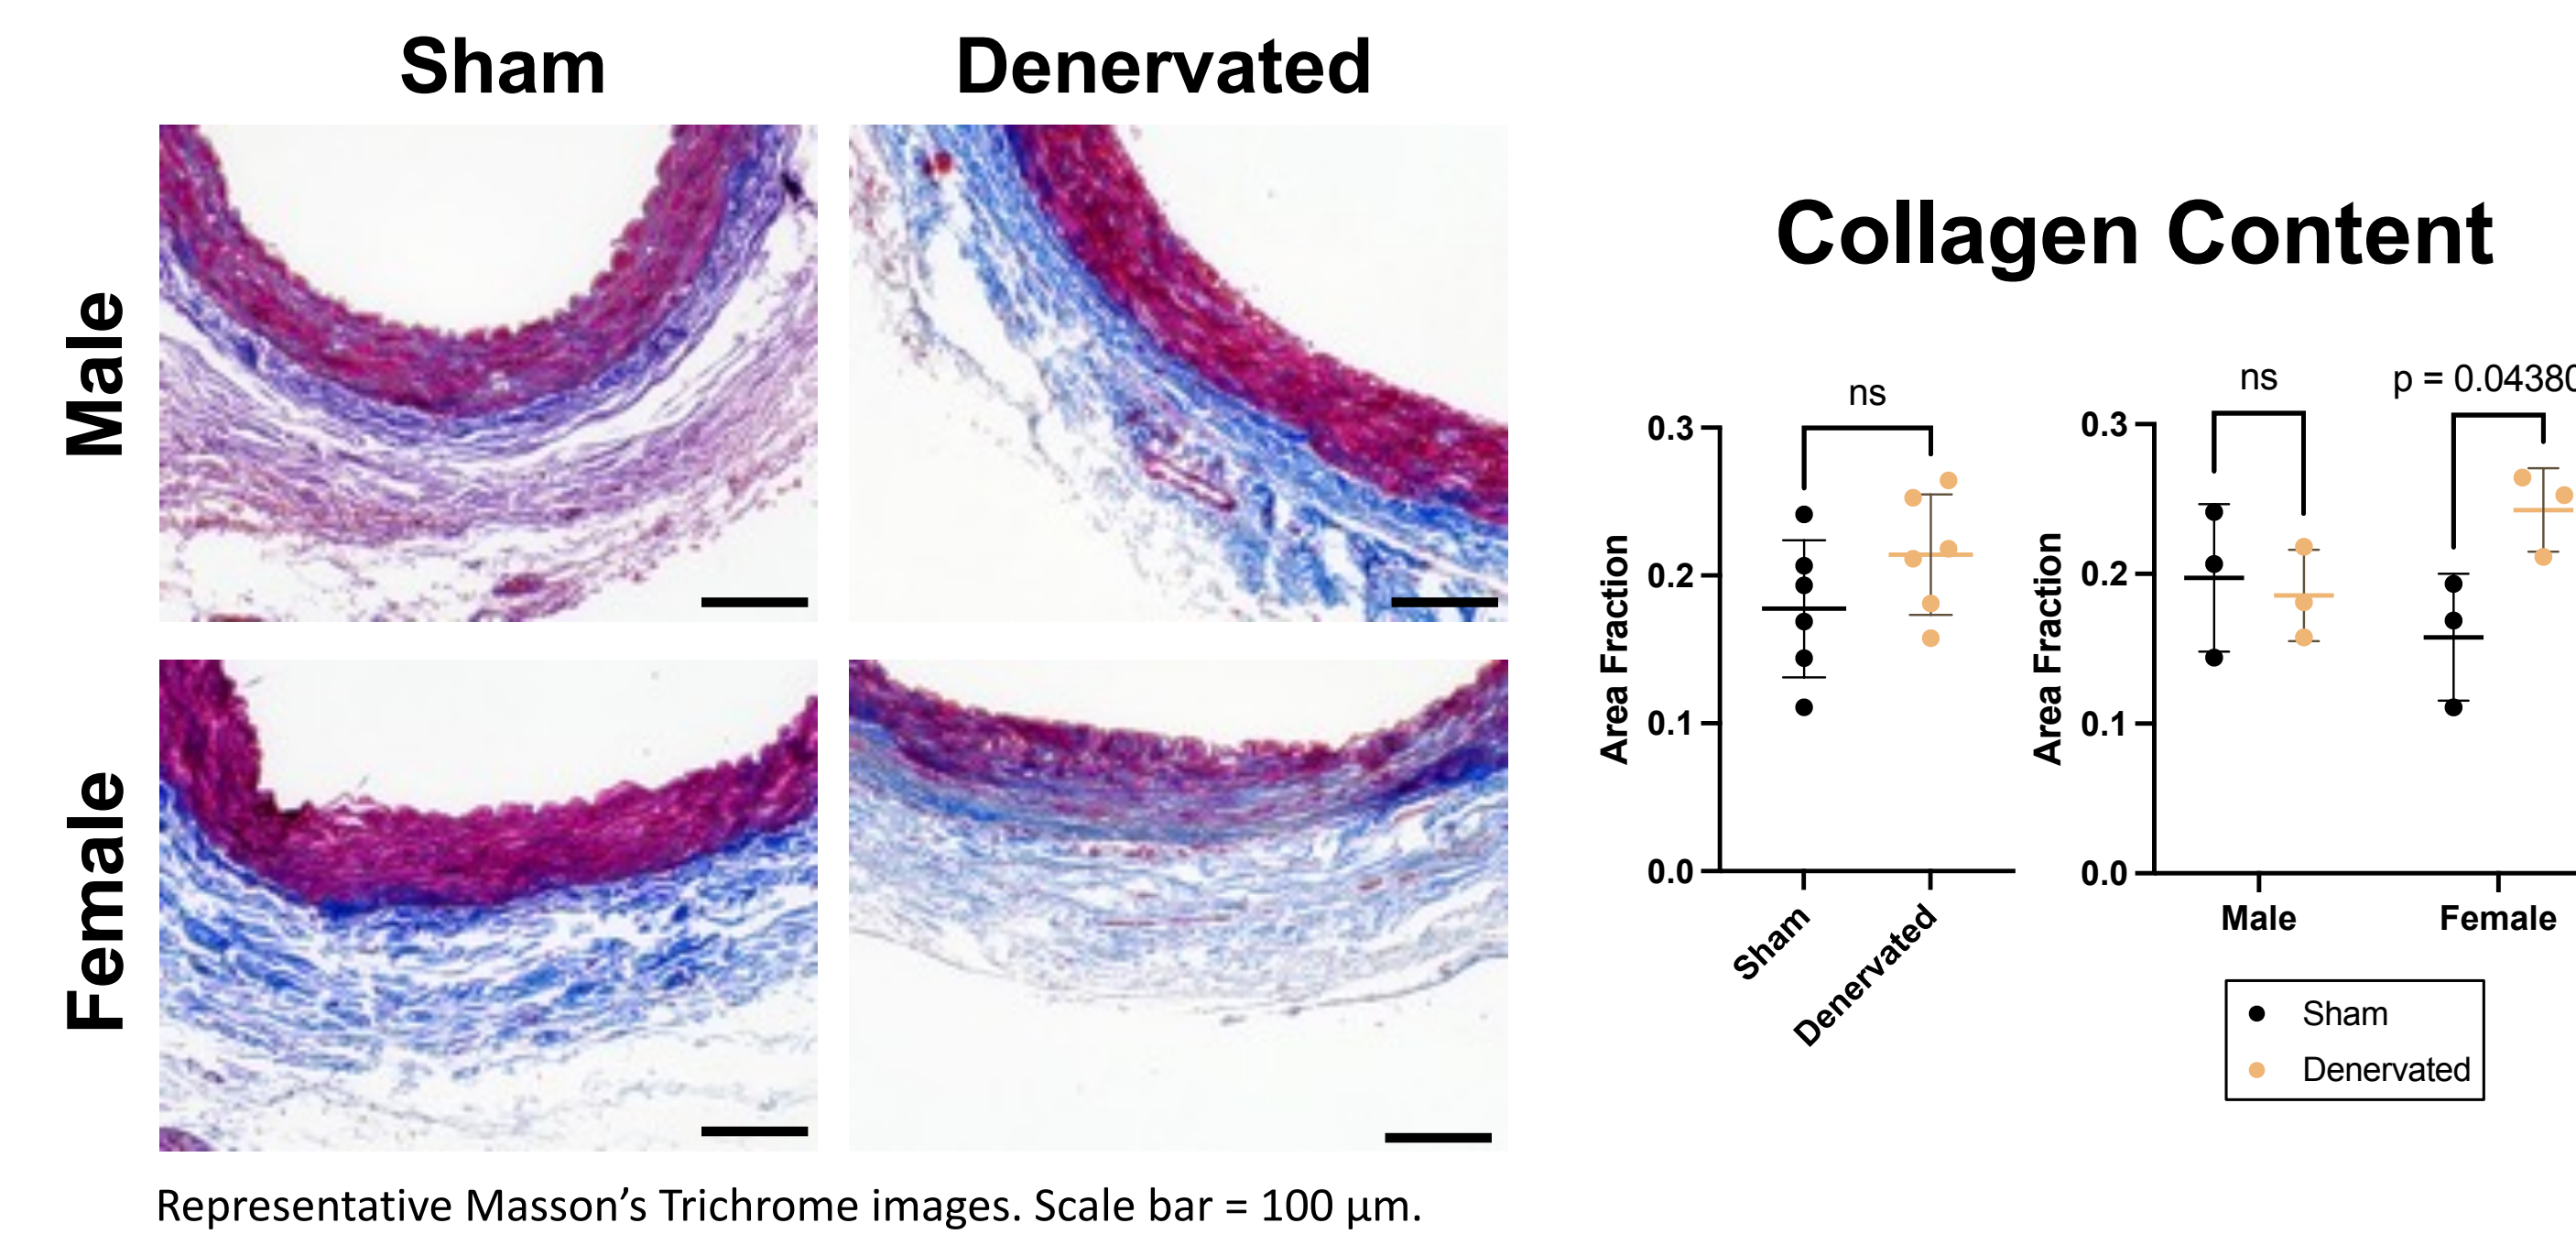 Sham
Denervated
Male
Female
Representative Masson’s Trichrome images. Scale bar = 100 µm.
Collagen Content
ns
0.3
0.2
0.1
0.0
Area Fraction
Sham
Denervated
ns
p = 0.04380
0.3
0.2
0.1
0.0
Area Fraction
Male
Female
Sham
Denervated